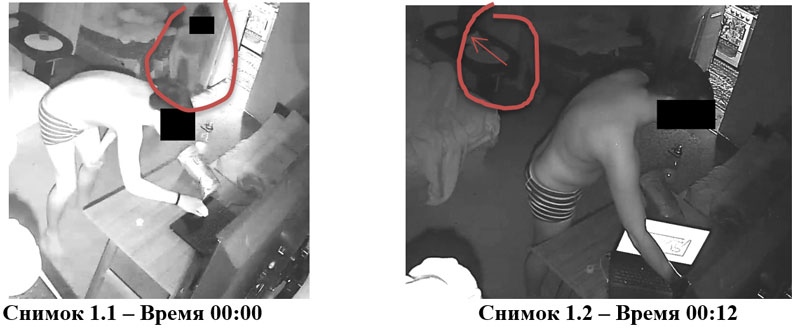 Снимок 1.1 – Время 00:00
Снимок 1.2 – Время 00:12